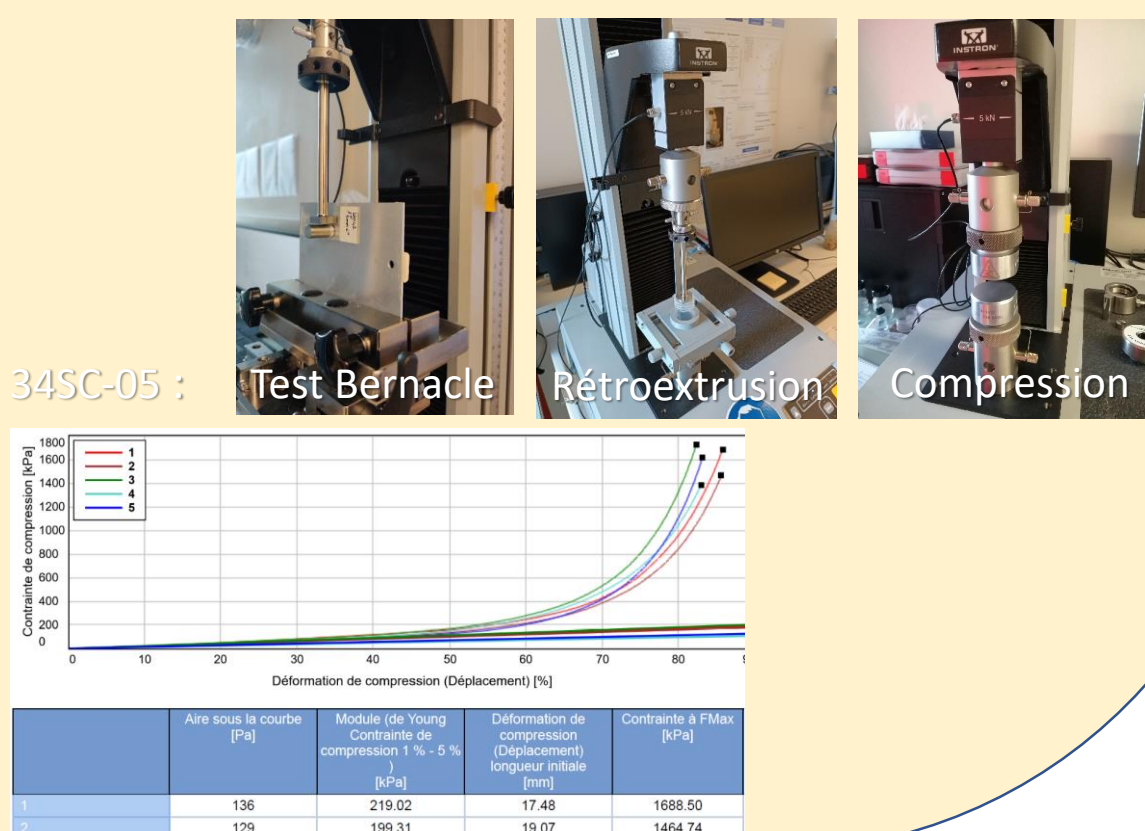 INSTRON
5 kN
INSTRON
5 kN
34SC-05 :
Test Bernacle
Rétroextrusion
Compression
Contrainte de compression [kPa]
1800
1600
1400
1200
1000
800
600
400
200
0
1
2
3
4
5
0 10 20 30 40 50 60 70 80
Déformation de compression (Déplacement) [%]
Aire sous la courbe
[Pa]
Module (de Young
Contrainte de
compression 1 % - 5 %
)
[kPa]
Déformation de
compression
(Déplacement)
longueur initiale
[mm]
Contrainte à FMax
[kPa]
1 136 219.02 17.48 1688.50
2 129 199.31 19.07 1464.74